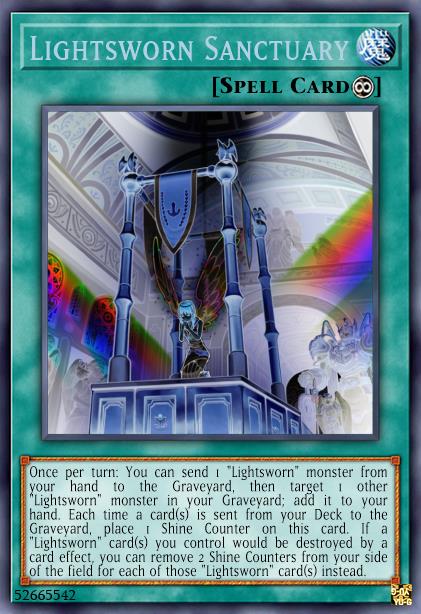 Lightsworn Sanctuary
[Spell Card]
Once per turn: You can send 1 "Lightsworn" monster from
your hand to the Graveyard, then target 1 other
"Lightsworn" monster in your Graveyard; add it to your
hand. Each time a card(s) is sent from your Deck to the
Graveyard, place 1 Shine Counter on this card. If a
"Lightsworn" card(s) you control would be destroyed by a
card effect, you can remove 2 Shine Counters from your side
of the field for each of those "Lightsworn" card(s) instead.
52665542